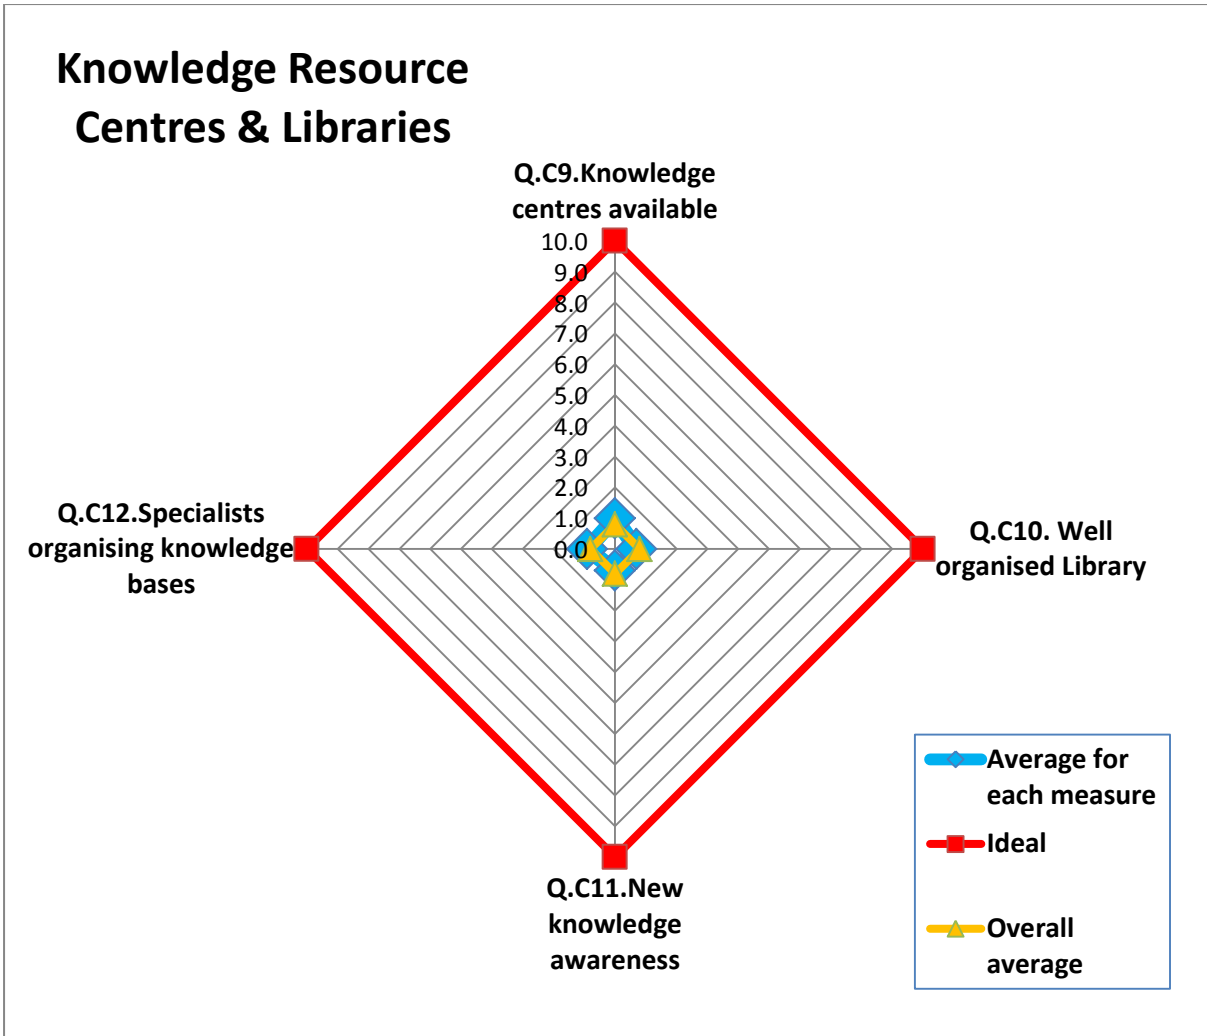 Knowledge Resource
Centres & Libraries
Q.C9.Knowledge
centres available
10.0
9.0
8.0
7.0
6.0
5.0
4.0
3.0
2.0
1.0
0.0
Q.C12.Specialists
organising knowledge
bases
Q.C10. Well
organised Library
Q.C11.New
knowledge
awareness
Average for
each measure
Ideal
Overall
average